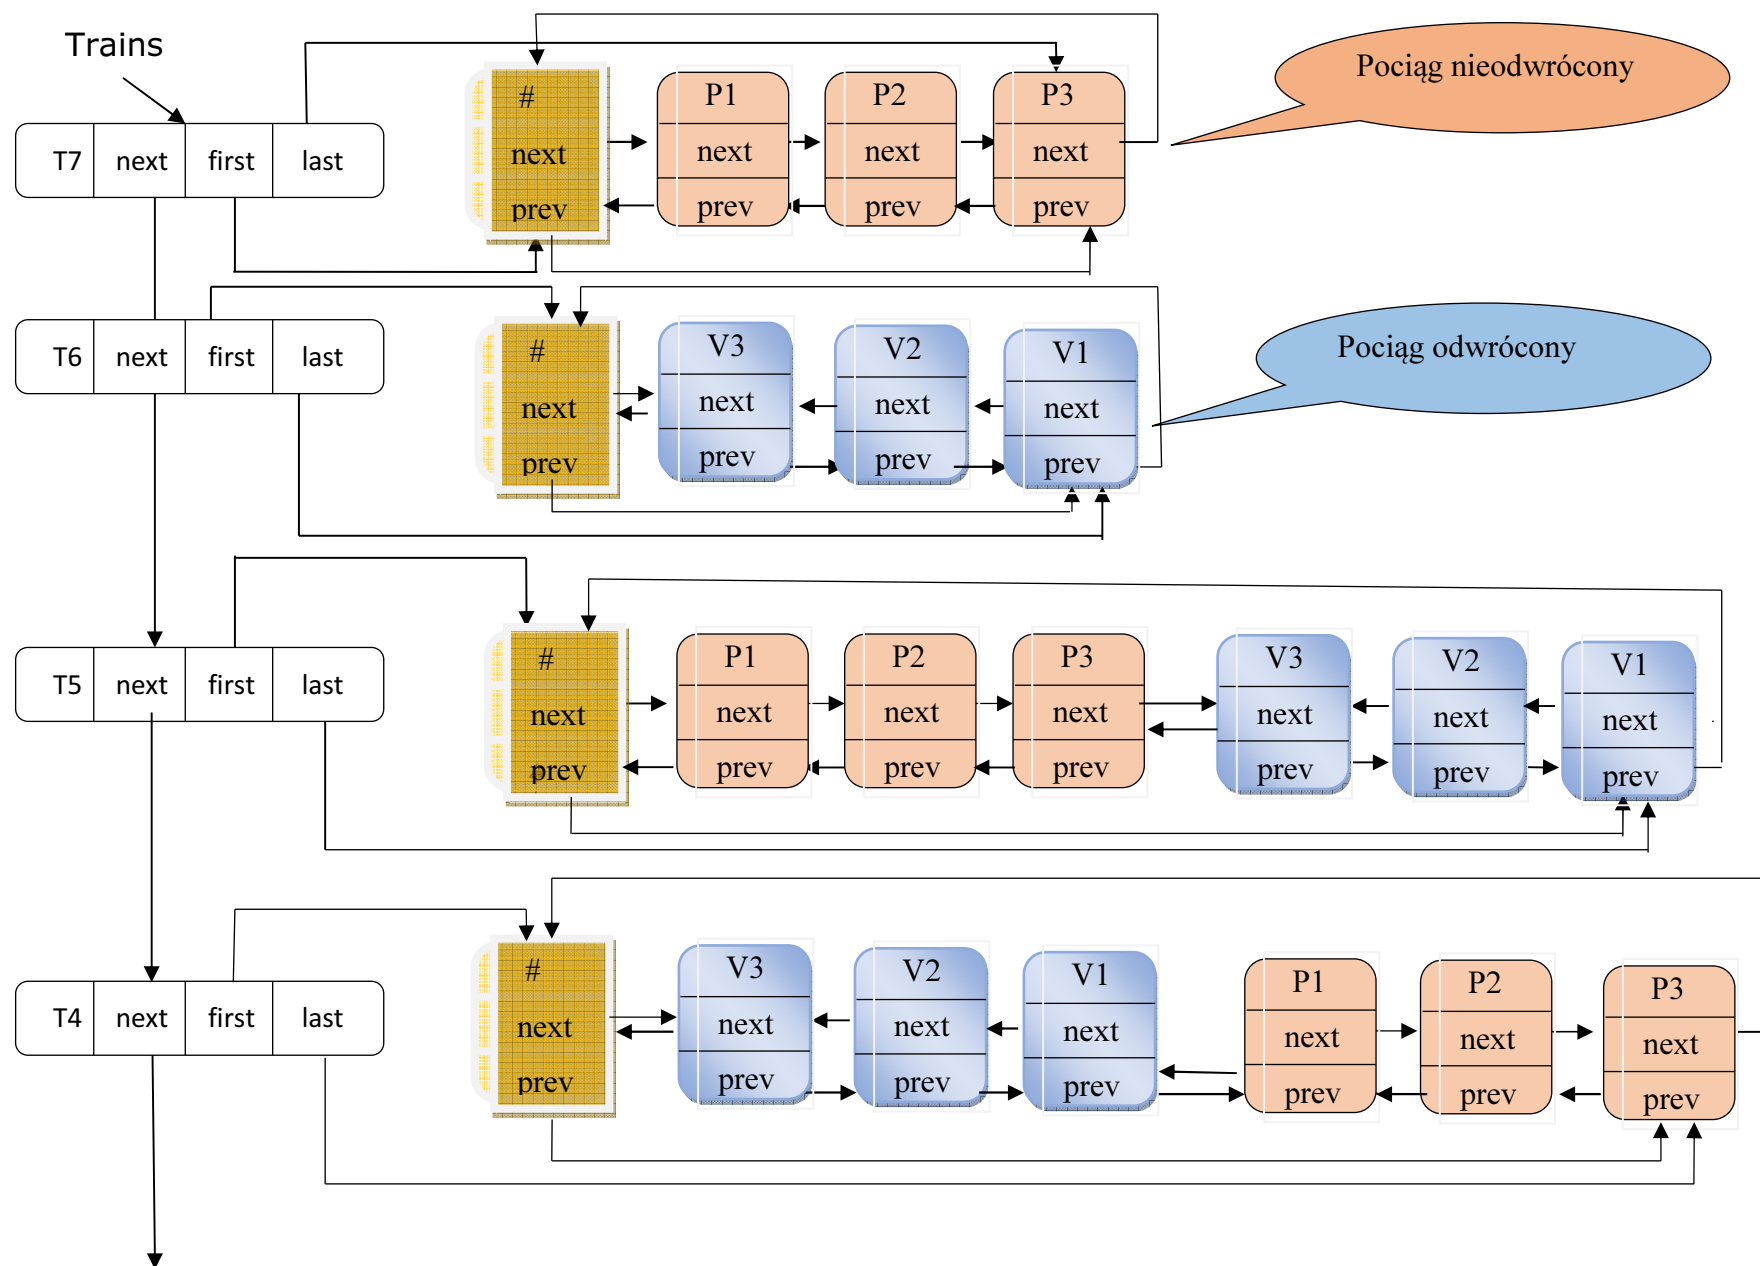 Trains
Pociąg nieodwrócony
T7 next first last
# P1 P2 P3
next next next next
prev prev prev prev
Pociąg odwrócony
T6 next first last
# V3 V2 V1
next next next next
prev prev prev prev
T5 next first last
# P1 P2 P3 V3 V2 V1
next next next next next next next
prev prev prev prev prev prev prev
T4 next first last
# V3 V2 V1 P1 P2 P3
next next next next next next next
prev prev prev prev prev prev prev